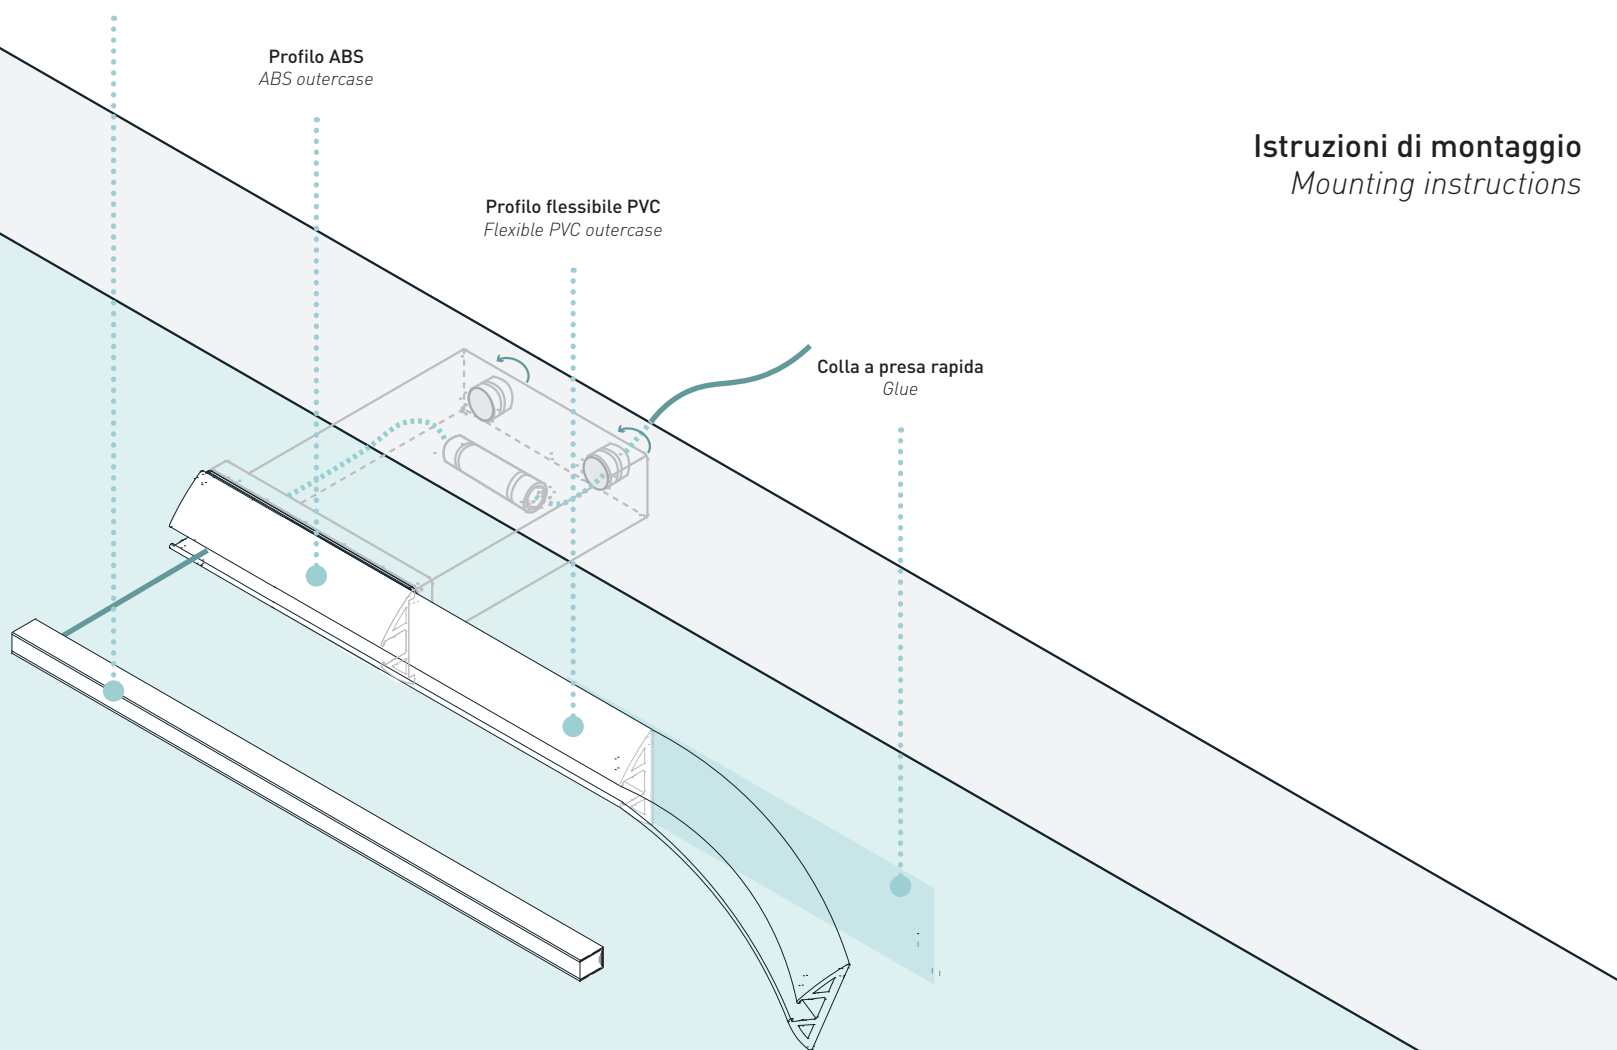 Profilo ABS
ABS outercase
Istruzioni di montaggio
Mounting instructions
Profilo flessibile PVC
Flexible PVC outercase
Colla a presa rapida
Glue